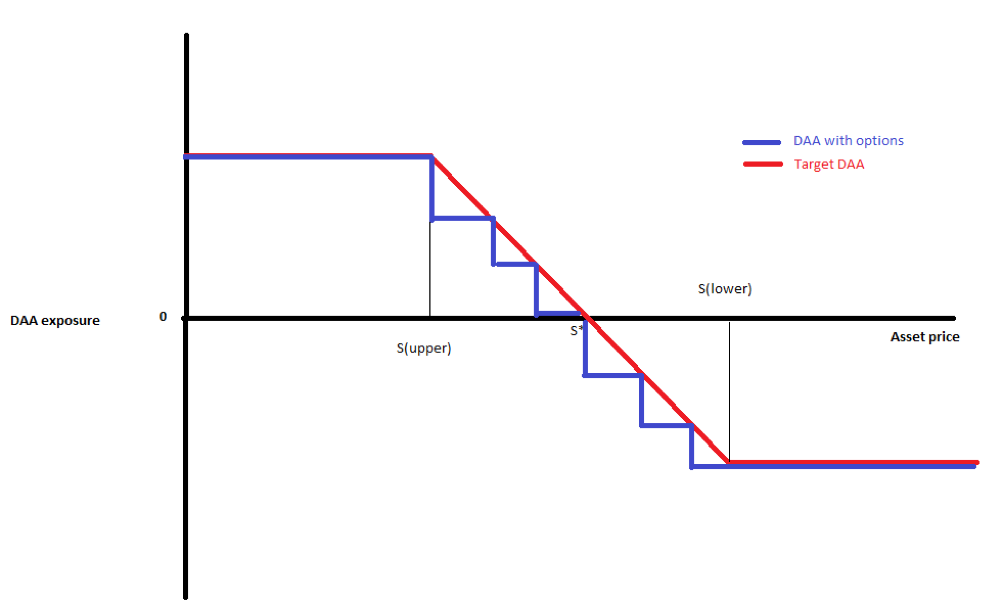 DAA with options
Target DAA
S(lower)
DAA exposure
0
S*
Asset price
S(upper)